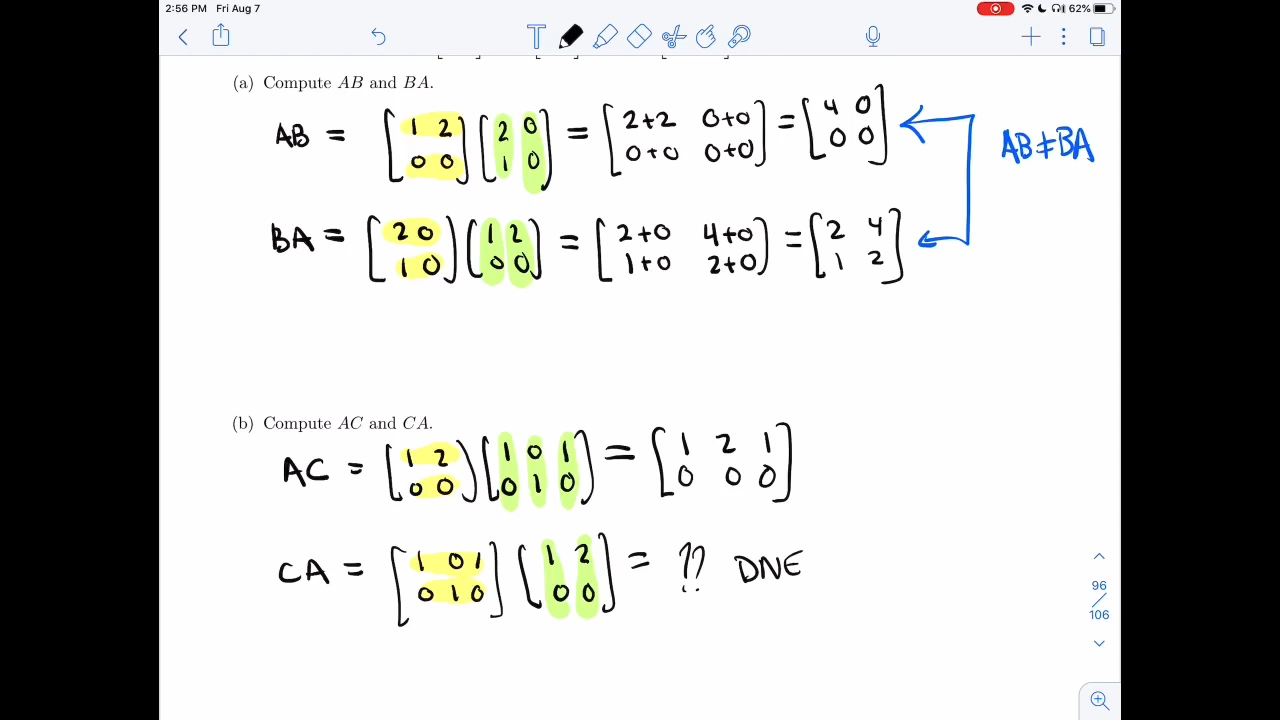 2:56 PM Fri Aug 7
62%
T
(a) Compute AB and BA.
AB = [1 2 [2 0 = [2+2 0+0 = [4 0
0 0] 1 0] 0+0 0+0] 0 0]
AB ≠ BA
BA = [2 0 [1 2 = [2+0 4+0 = [2 4
1 0] 0 0] 1+0 2+0] 1 2]
(b) Compute AC and CA.
AC = [1 2 [1 0 1 = [1 2 1
0 0] 0 1 0] 0 0 0]
CA = [1 0 1 [1 2 = ?? DNE
0 1 0] 0 0]
96
106